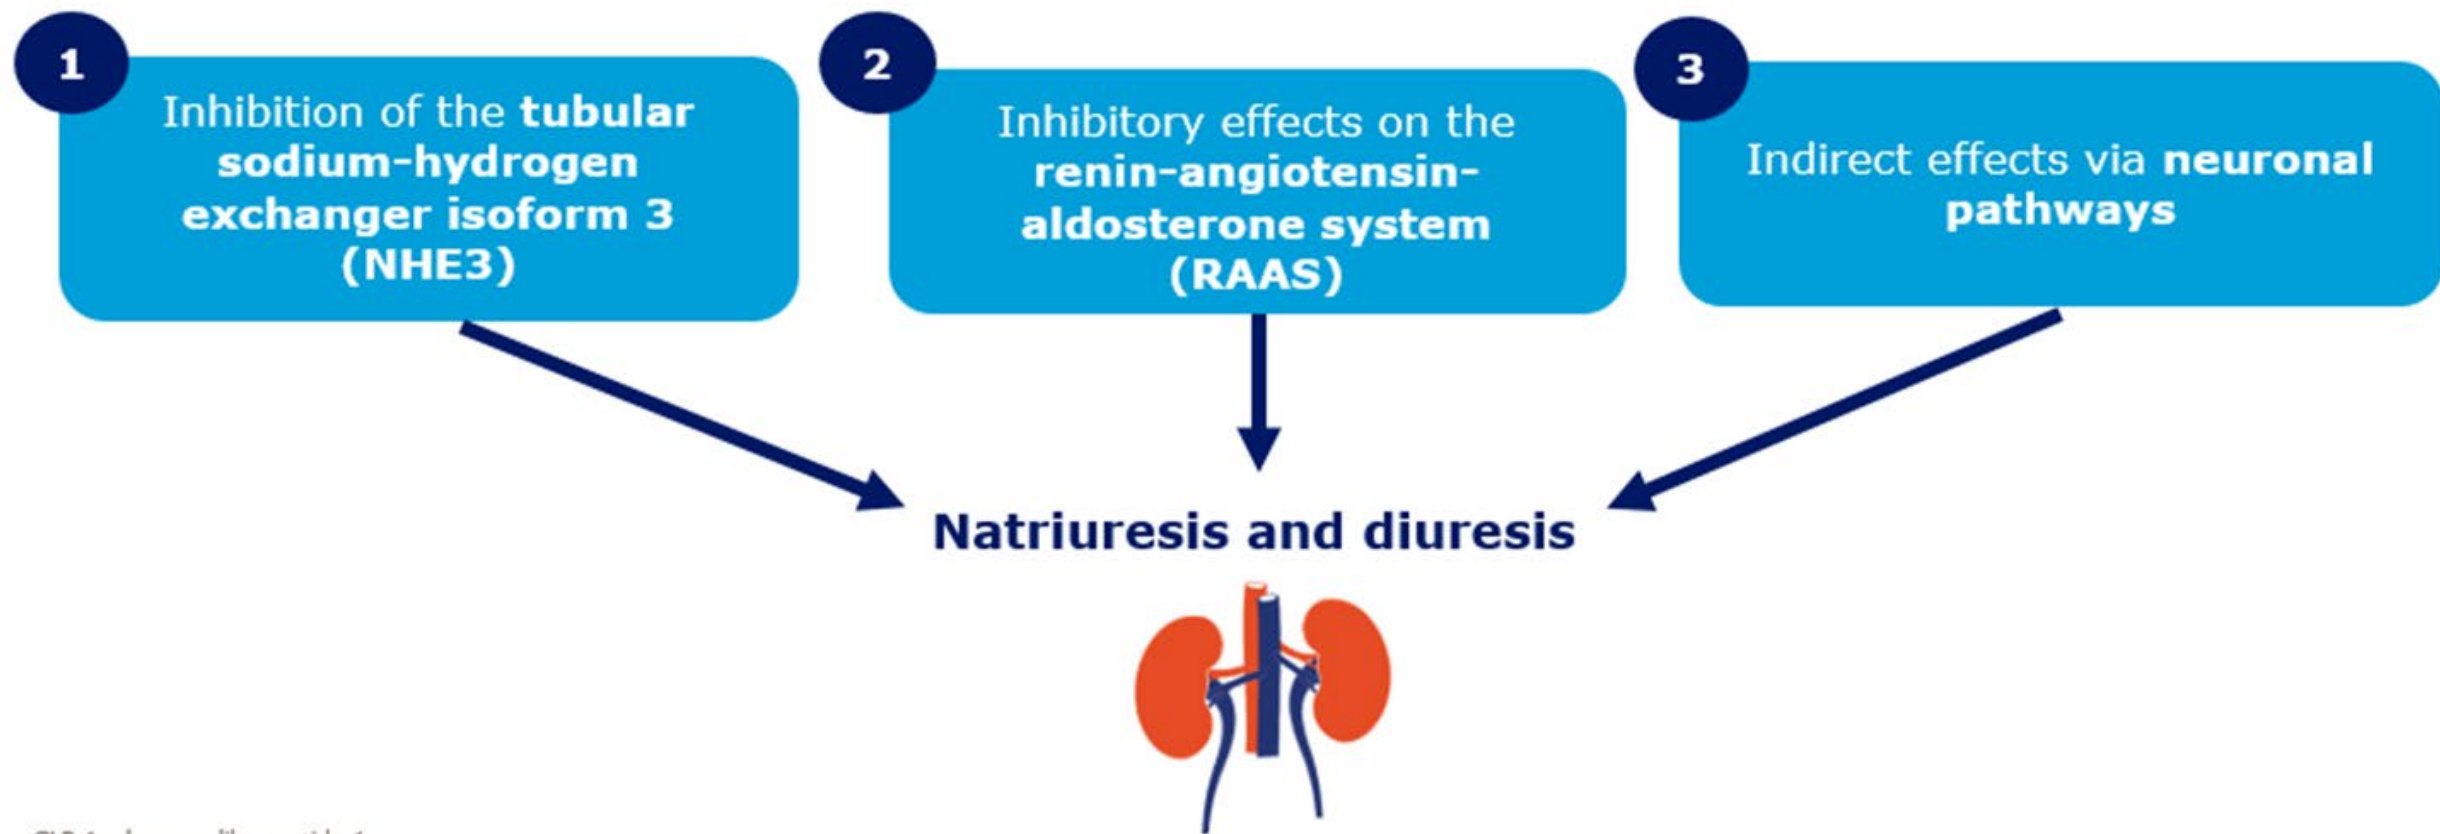 1
Inhibition of the tubular
sodium-hydrogen
exchanger isoform 3
(NHE3)
2
Inhibitory effects on the
renin-angiotensin-
aldosterone system
(RAAS)
3
Indirect effects via neuronal
pathways
Natriuresis and diuresis